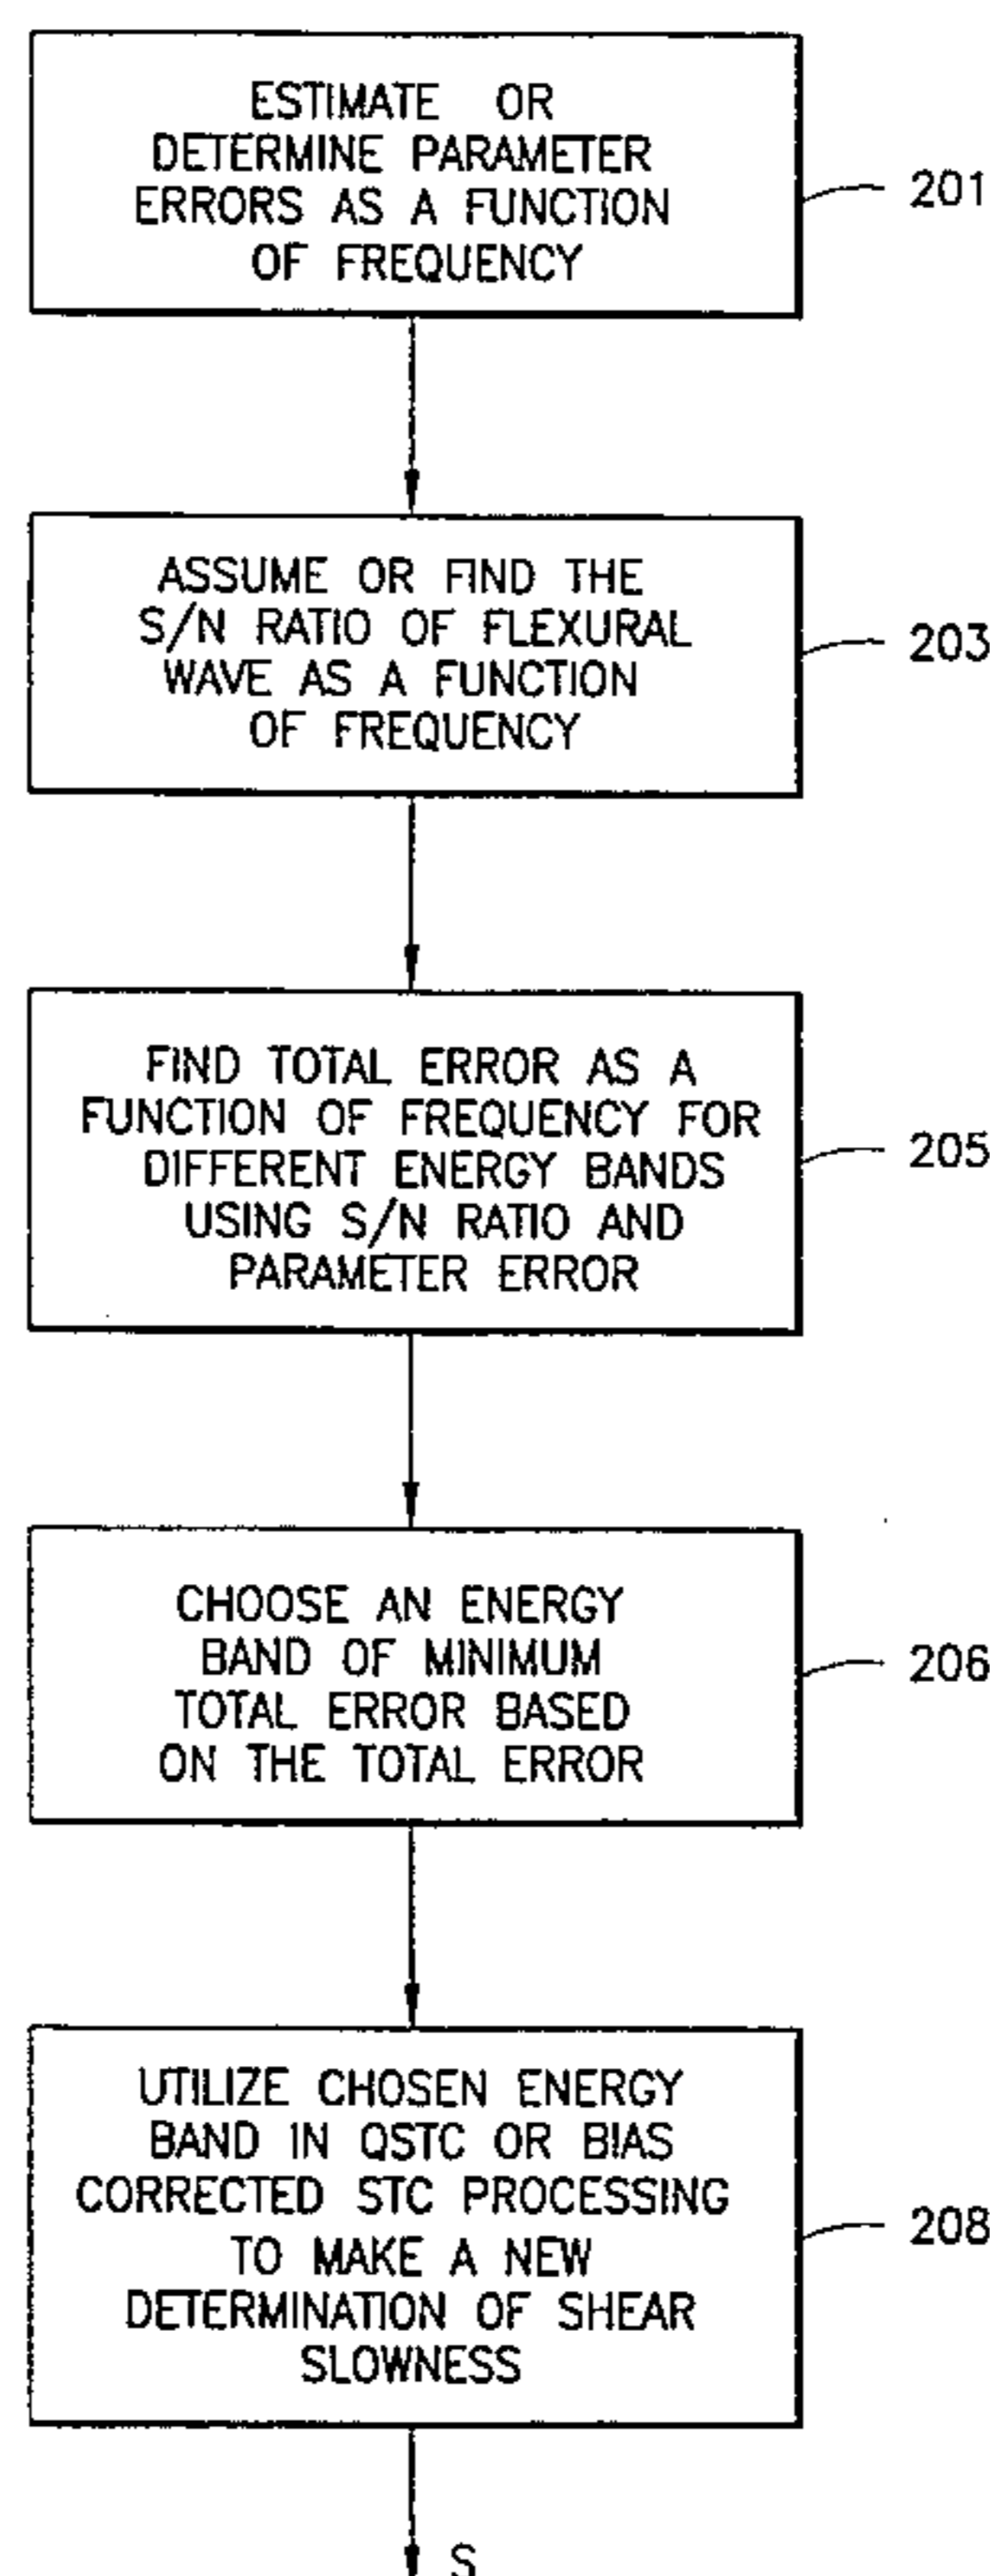 ESTIMATE OR
DETERMINE PARAMETER
ERRORS AS A FUNCTION
OF FREQUENCY
201
ASSUME OR FIND THE
S/N RATIO OF FLEXURAL
WAVE AS A FUNCTION
OF FREQUENCY
203
FIND TOTAL ERROR AS A
FUNCTION OF FREQUENCY FOR
DIFFERENT ENERGY BANDS
USING S/N RATIO AND
PARAMETER ERROR
205
CHOOSE AN ENERGY
BAND OF MINIMUM
TOTAL ERROR BASED
ON THE TOTAL ERROR
206
UTILIZE CHOSEN ENERGY
BAND IN QSTC OR BIAS
CORRECTED STC PROCESSING
TO MAKE A NEW
DETERMINATION OF SHEAR
SLOWNESS
208
S